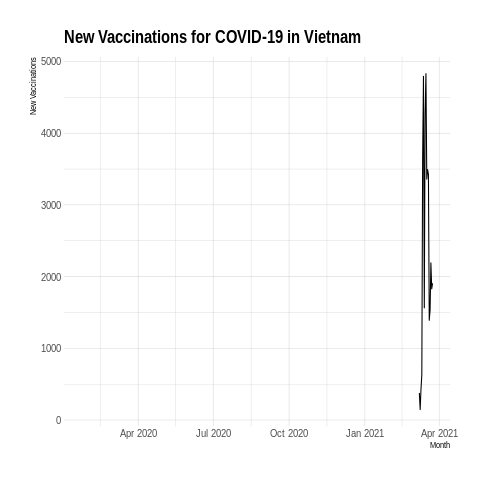 New Vaccinations for COVID-19 in Vietnam
New Vaccinations
5000
4000
3000
2000
1000
0
Apr 2020 Jul 2020 Oct 2020 Jan 2021 Apr 2021
Month